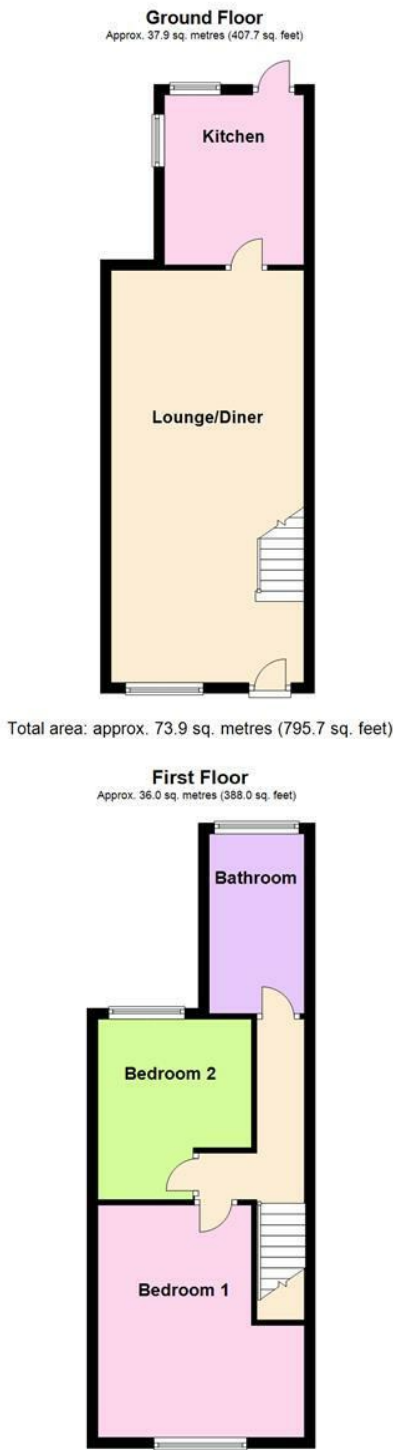 Ground Floor
Approx. 37.9 sq. metres (407.7 sq. feet)
Kitchen
Lounge/Diner
Total area: approx. 73.9 sq. metres (795.7 sq. feet)
First Floor
Approx. 36.0 sq. metres (388.0 sq. feet)
Bathroom
Bedroom 2
Bedroom 1